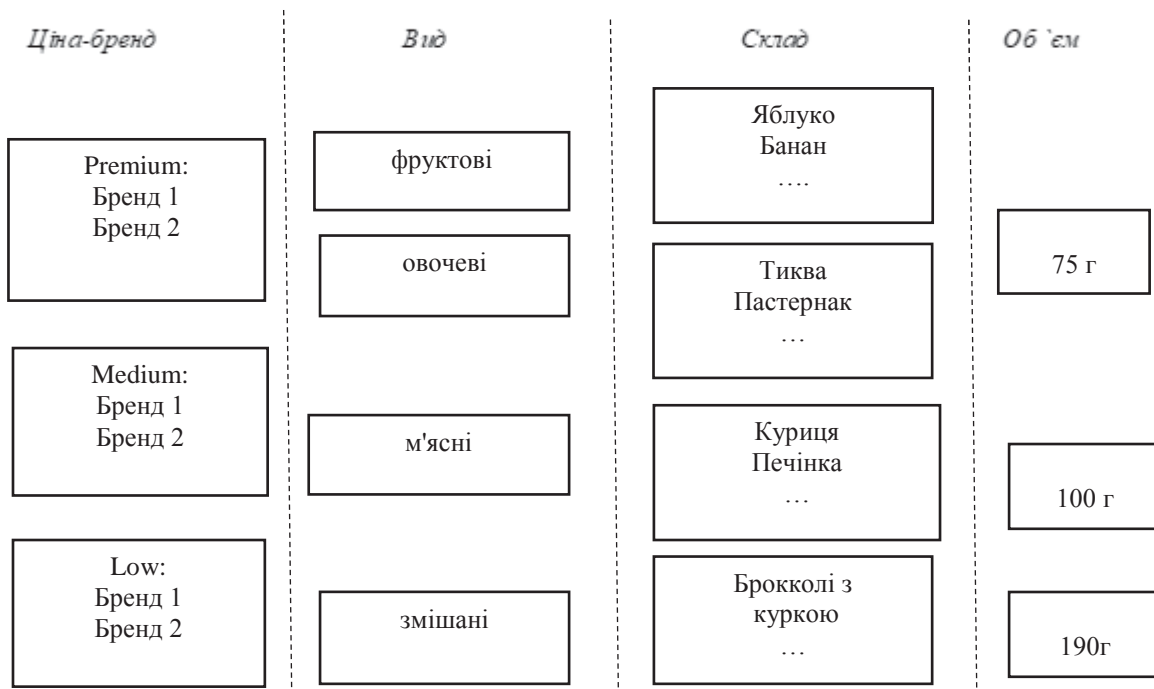 Ціна-бренд
Вид
Склад
Об`єм
Premium:
Бренд 1
Бренд 2
Medium:
Бренд 1
Бренд 2
Low:
Бренд 1
Бренд 2
фруктові
овочеві
м'ясні
змішані
Яблуко
Банан
….
Тиква
Пастернак
…
Куриця
Печінка
…
Брокколі з
куркою
…
75 г
100 г
190г